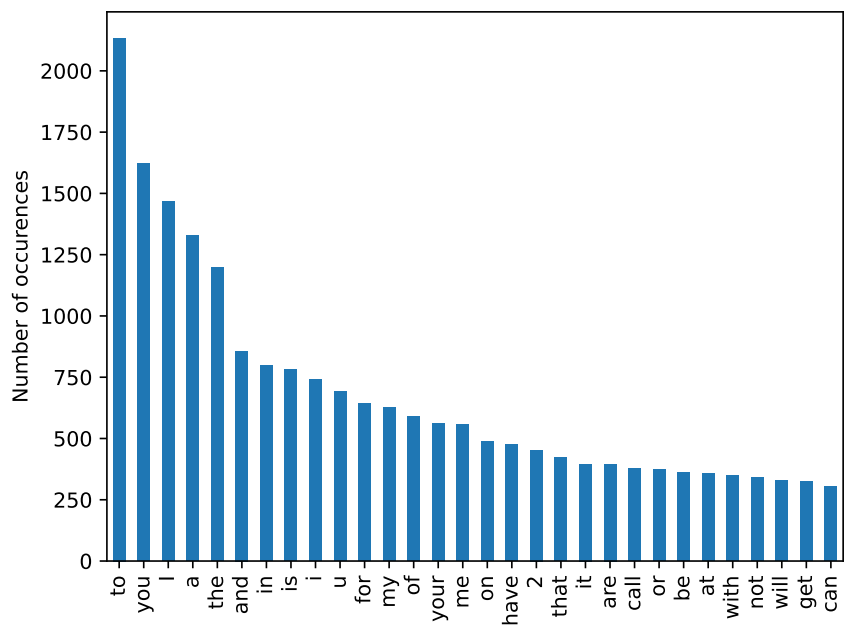 Number of occurences
2000
1750
1500
1250
1000
750
500
250
0
to
you
I
a
the
and
in
is
i
u
for
my
of
your
me
on
have
2
that
it
are
call
or
be
at
with
not
will
get
can